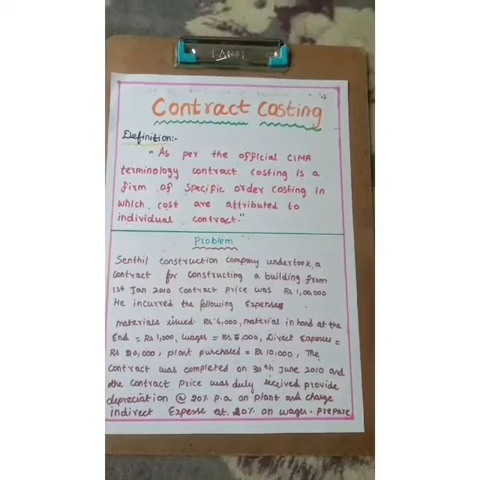 Contract Costing
Definition:-
"As per the official CIMA
terminology contract costing is a
firm of specific order costing in
which cost are attributed to
individual contract."
Problem
Senthil construction company undertook a
contract for constructing a building from
1st Jan 2010 contract price was Rs 1,00,000
He incurred the following Expenses
Materials issued Rs 6,000, material in hand at the
End = Rs 1,000, wages = Rs 5,000, Direct Expenses =
Rs 20,000, plant purchased = Rs 10,000, The
contract was completed on 30th June 2010 and
the contract price was duly received provide
depreciation @ 20% p.a on plant and charge
indirect Expense at 20% on wages. prepare